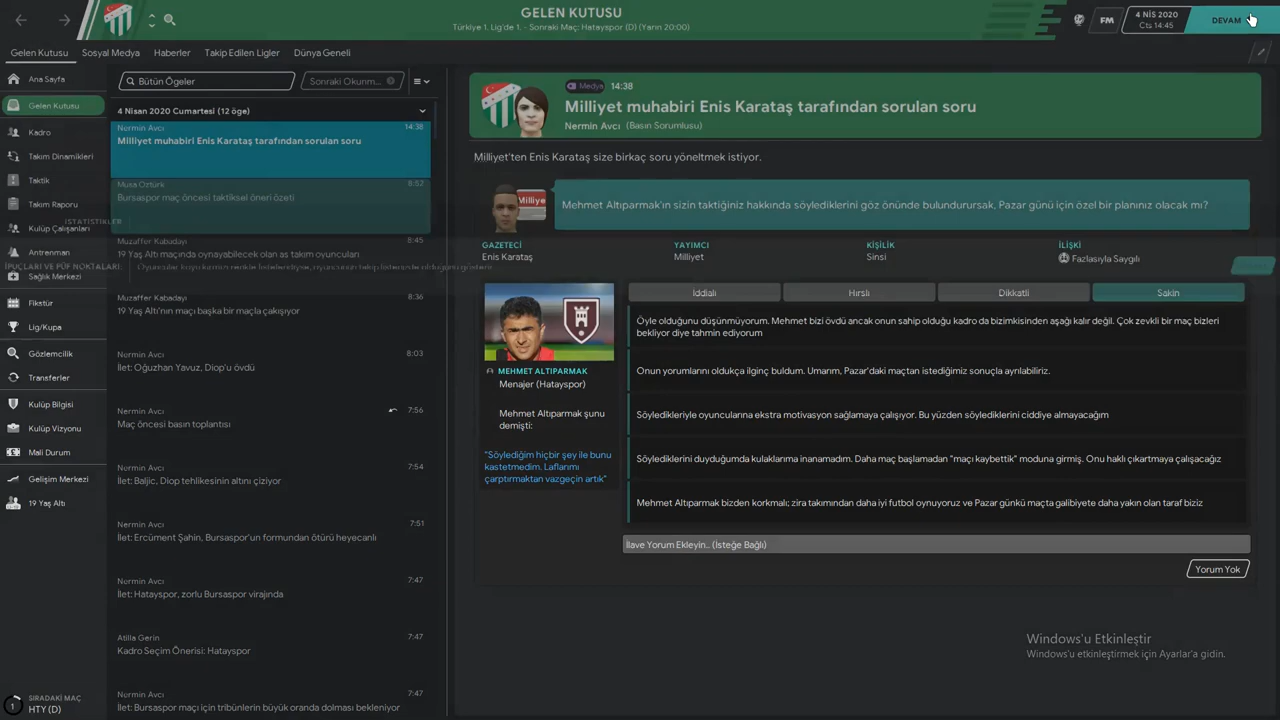 GELEN KUTUSU
Türkiye 1. Lig'de 1. - Sonraki Maç: Hatayspor (D) (Yarın 20:00)
FM
4 NİS 2020
Cts 14:45
DEVAM
Gelen Kutusu
Sosyal Medya
Haberler
Takip Edilen Ligler
Dünya Geneli
Ana Sayfa
Gelen Kutusu
Kadro
Takım Dinamikleri
Taktik
Takım Raporu
İSTATİSTİKLER
Kulüp Çalışanları
Antrenman
İPUÇLARI VE PÜF NOKTALARI:
Sağlık Merkezi
Fikstür
Lig/Kupa
Gözlemcilik
Transferler
Kulüp Bilgisi
Kulüp Vizyonu
Mali Durum
Gelişim Merkezi
19 Yaş Altı
SIRADAKİ MAÇ
1
HTY (D)
Bütün Ögeler
Sonraki Okunm...
4 Nisan 2020 Cumartesi (12 öge)
Nermin Avcı 14:38
Milliyet muhabiri Enis Karataş tarafından sorulan soru
Musa Öztürk 8:52
Bursaspor maç öncesi taktiksel öneri özeti
Muzaffer Kabadayı 8:45
19 Yaş Altı maçında oynayabilecek olan as takım oyuncuları
Muzaffer Kabadayı 8:36
19 Yaş Altı'nın maçı başka bir maçla çakışıyor
Nermin Avcı 8:03
İlet: Oğuzhan Yavuz, Diop'u övdü
Nermin Avcı 7:56
Maç öncesi basın toplantısı
Nermin Avcı 7:54
İlet: Baljic, Diop tehlikesinin altını çiziyor
Nermin Avcı 7:51
İlet: Ercüment Şahin, Bursaspor'un formundan ötürü heyecanlı
Nermin Avcı 7:47
İlet: Hatayspor, zorlu Bursaspor virajında
Atilla Gerin 7:47
Kadro Seçim Önerisi: Hatayspor
Nermin Avcı 7:47
İlet: Bursaspor maçı için tribünlerin büyük oranda dolması bekleniyor
Medya 14:38
Milliyet muhabiri Enis Karataş tarafından sorulan soru
Nermin Avcı (Basın Sorumlusu)
Milliyet'ten Enis Karataş size birkaç soru yöneltmek istiyor.
Milliye
Mehmet Altıparmak'ın sizin taktiğiniz hakkında söylediklerini göz önünde bulundurursak, Pazar günü için özel bir planınız olacak mı?
GAZETECİ
Enis Karataş
YAYIMCI
Milliyet
KİŞİLİK
Sinsi
İLİŞKİ
Fazlasıyla Saygılı
İddialı
Hırslı
Dikkatli
Sakin
MEHMET ALTIPARMAK
Menajer (Hatayspor)
Mehmet Altıparmak şunu
demişti:
"Söylediğim hiçbir şey ile bunu
kastetmedim. Laflarımı
çarptırmaktan vazgeçin artık"
Öyle olduğunu düşünmüyorum. Mehmet bizi övdü ancak onun sahip olduğu kadro da bizimkisinden aşağı kalır değil. Çok zevkli bir maç bizleri
bekliyor diye tahmin ediyorum
Onun yorumlarını oldukça ilginç buldum. Umarım, Pazar'daki maçtan istediğimiz sonuçla ayrılabiliriz.
Söyledikleriyle oyuncularına ekstra motivasyon sağlamaya çalışıyor. Bu yüzden söylediklerini ciddiye almayacağım
Söylediklerini duyduğumda kulaklarıma inanamadım. Daha maç başlamadan "maçı kaybettik" moduna girmiş. Onu haklı çıkartmaya çalışacağız
Mehmet Altıparmak bizden korkmalı; zira takımından daha iyi futbol oynuyoruz ve Pazar günkü maçta galibiyete daha yakın olan taraf biziz
İlave Yorum Ekleyin.. (İsteğe Bağlı)
Yorum Yok
Windows'u Etkinleştir
Windows'u etkinleştirmek için Ayarlar'a gidin.